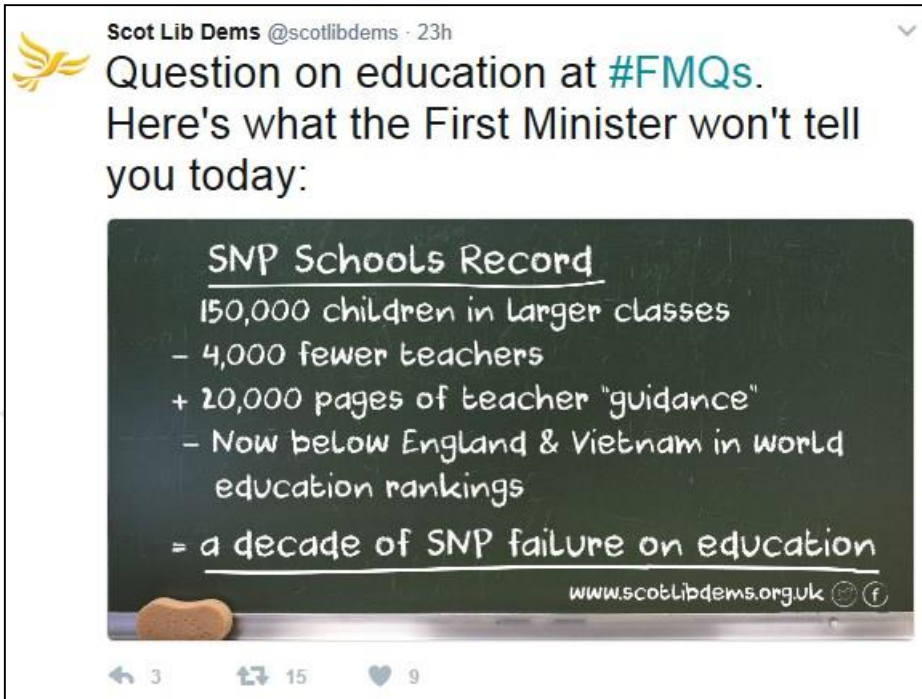 Scot Lib Dems @scotlibdems · 23h
Question on education at #FMQs.
Here's what the First Minister won't tell
you today:
SNP Schools Record
150,000 children in larger classes
- 4,000 fewer teachers
+ 20,000 pages of teacher "guidance"
- Now below England & Vietnam in world
education rankings
= a decade of SNP failure on education
www.scotlibdems.org.uk f
3 15 9